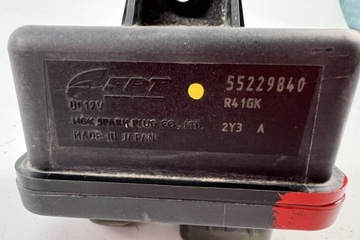 55229840
DC12V
R41GK
NGK SPARK PLUG CO., LTD.
2Y3 A
MADE IN JAPAN